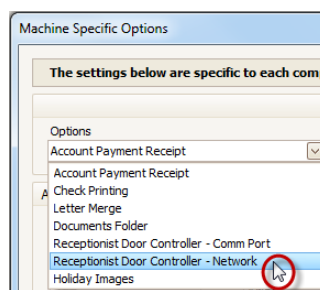 Machine Specific Options
The settings below are specific to each com
Options
Account Payment Receipt
Account Payment Receipt
Check Printing
Letter Merge
Documents Folder
Receptionist Door Controller - Comm Port
Receptionist Door Controller - Network
Holiday Images